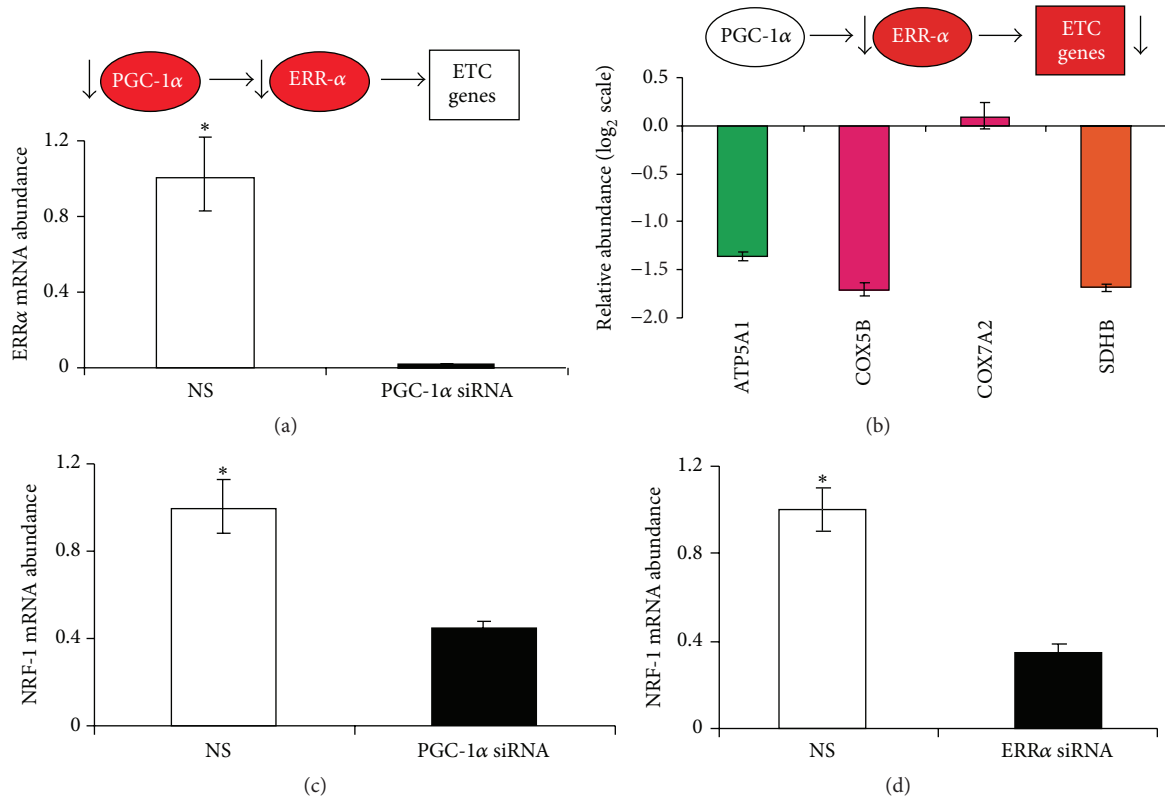 PGC-1α
ERR-α
ETC
genes
ERRα mRNA abundance
1.2
0.8
0.4
0
*
NS
PGC-1α siRNA
(a)
PGC-1α
ERR-α
ETC
genes
Relative abundance (log₂ scale)
0.5
0.0
−0.5
−1.0
−1.5
−2.0
ATP5A1
COX5B
COX7A2
SDHB
(b)
NRF-1 mRNA abundance
1.2
0.8
0.4
0
*
NS
PGC-1α siRNA
(c)
NRF-1 mRNA abundance
1.2
0.8
0.4
0
*
NS
ERRα siRNA
(d)